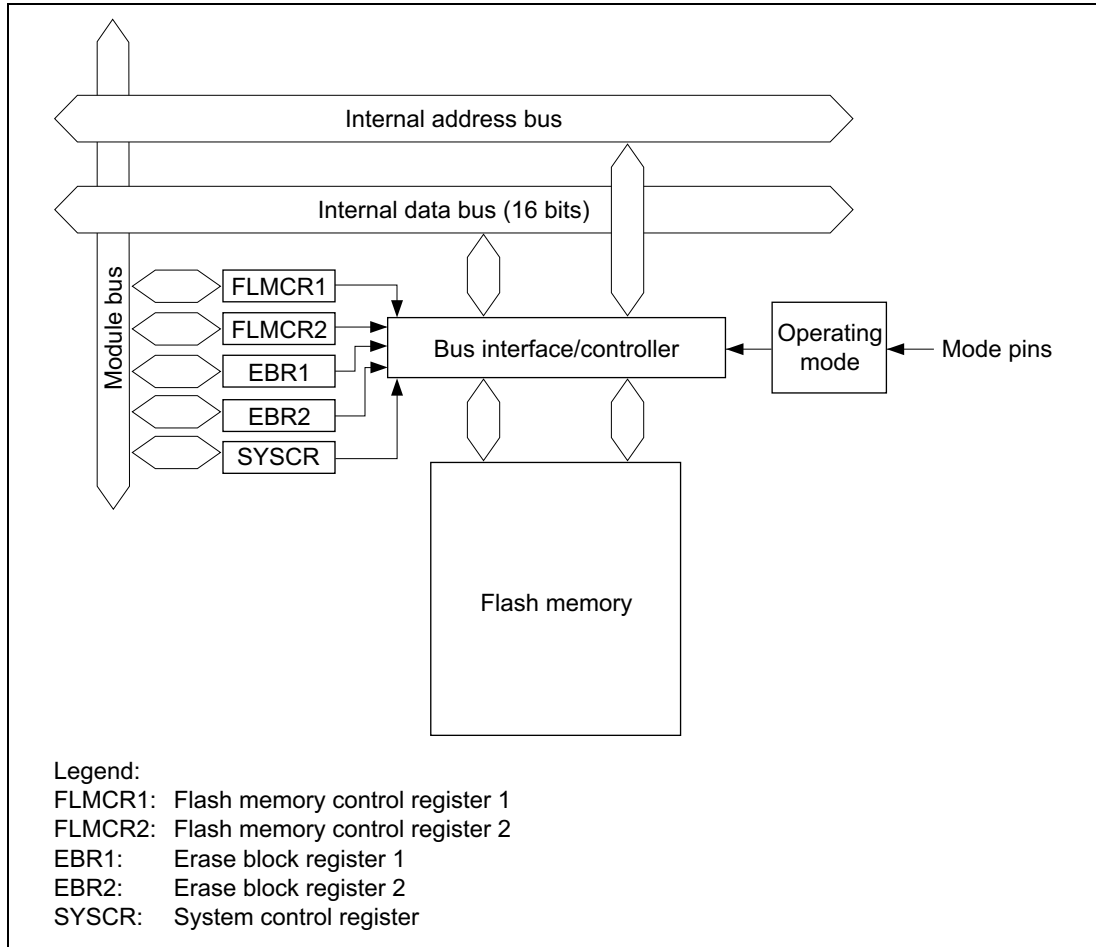 Internal address bus
Internal data bus (16 bits)
Module bus
FLMCR1
FLMCR2
EBR1
EBR2
SYSCR
Bus interface/controller
Operating
mode
Mode pins
Flash memory
Legend:
FLMCR1: Flash memory control register 1
FLMCR2: Flash memory control register 2
EBR1: Erase block register 1
EBR2: Erase block register 2
SYSCR: System control register